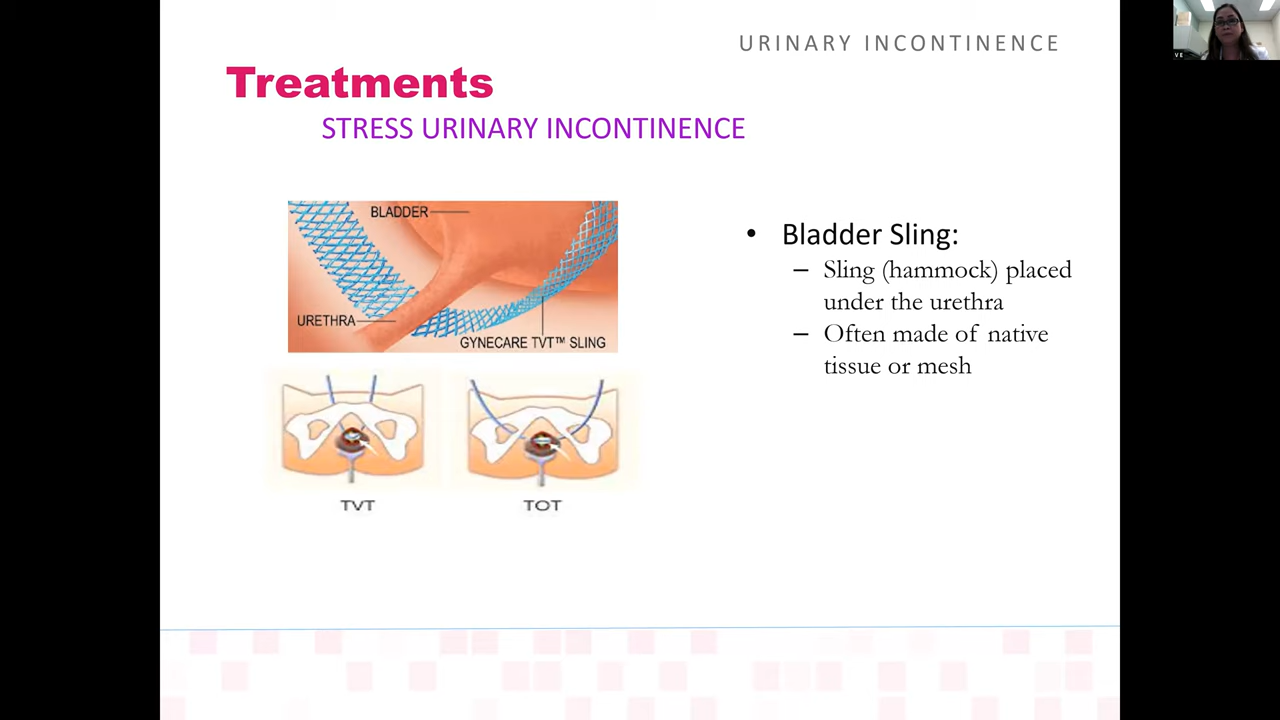 URINARY INCONTINENCE
Treatments
STRESS URINARY INCONTINENCE
BLADDER
URETHRA
GYNECARE TVT™ SLING
TVT
TOT
• Bladder Sling:
– Sling (hammock) placed
under the urethra
– Often made of native
tissue or mesh